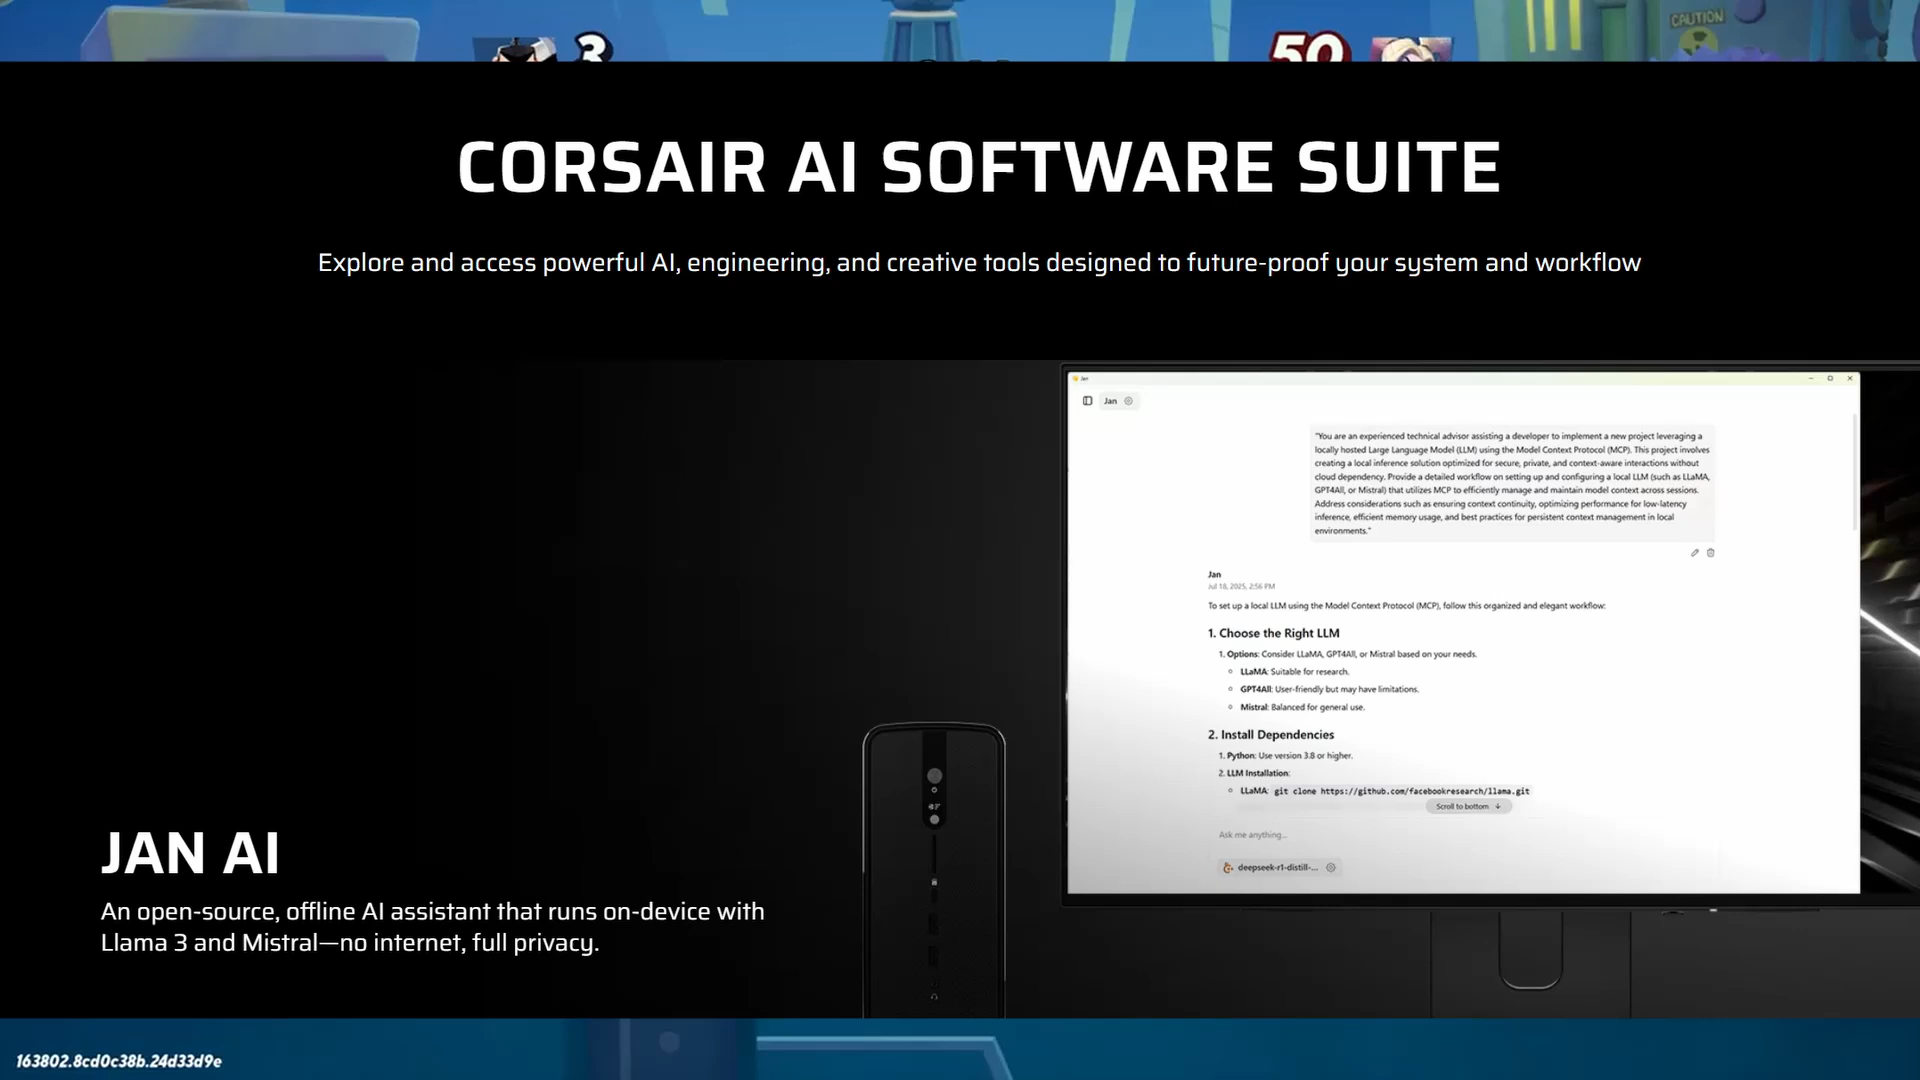 3
50
CAUTION
CORSAIR AI SOFTWARE SUITE
Explore and access powerful AI, engineering, and creative tools designed to future-proof your system and workflow
Jan
Jan
"You are an experienced technical advisor assisting a developer to implement a new project leveraging a
locally hosted Large Language Model (LLM) using the Model Context Protocol (MCP). This project involves
creating a local inference solution optimized for secure, private, and context-aware interactions without
cloud dependency. Provide a detailed workflow on setting up and configuring a local LLM (such as LLaMA,
GPT4All, or Mistral) that utilizes MCP to efficiently manage and maintain model context across sessions.
Address considerations such as ensuring context continuity, optimizing performance for low-latency
inference, efficient memory usage, and best practices for persistent context management in local
environments."
Jan
Jul 18, 2025, 2:56 PM
To set up a local LLM using the Model Context Protocol (MCP), follow this organized and elegant workflow:
1. Choose the Right LLM
1. Options: Consider LLaMA, GPT4All, or Mistral based on your needs.
LLaMA: Suitable for research.
GPT4All: User-friendly but may have limitations.
Mistral: Balanced for general use.
2. Install Dependencies
1. Python: Use version 3.8 or higher.
2. LLM Installation:
LLaMA: git clone https://github.com/facebookresearch/llama.git
Scroll to bottom
Ask me anything...
deepseek-r1-distill-...
JAN AI
An open-source, offline AI assistant that runs on-device with
Llama 3 and Mistral—no internet, full privacy.
163802.8cd0c38b.24d33d9e